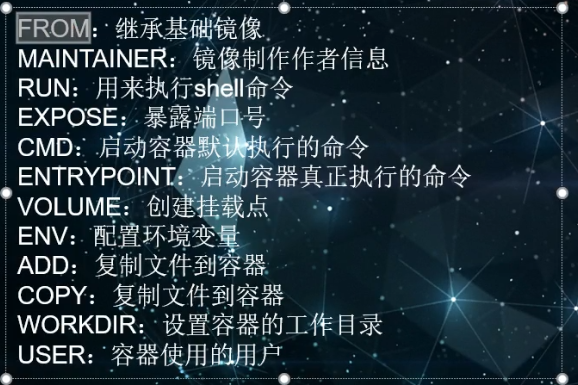 FROM：继承基础镜像
MAINTAINER：镜像制作作者信息
RUN：用来执行shell命令
EXPOSE：暴露端口号
CMD：启动容器默认执行的命令
ENTRYPOINT：启动容器真正执行的命令
VOLUME：创建挂载点
ENV：配置环境变量
ADD：复制文件到容器
COPY：复制文件到容器
WORKDIR：设置容器的工作目录
USER：容器使用的用户